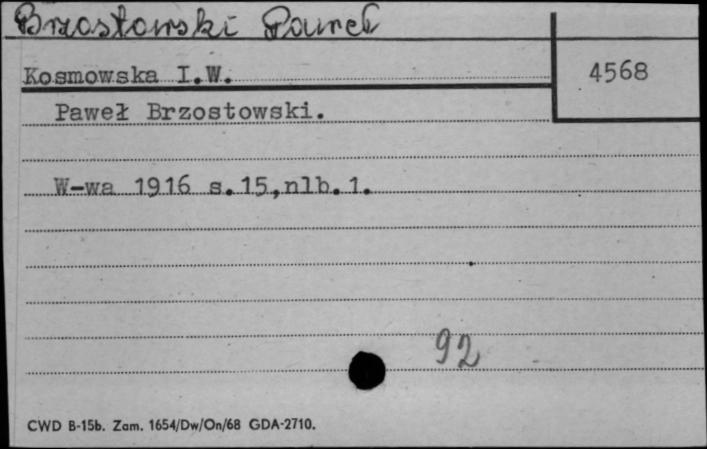 Brzostowski Paweł
Kosmowska I.W.
4568
Paweł Brzostowski.
W-wa 1916 s.15,nlb.1.
92
CWD B-15b. Zam. 1654/Dw/On/68 GDA-2710.